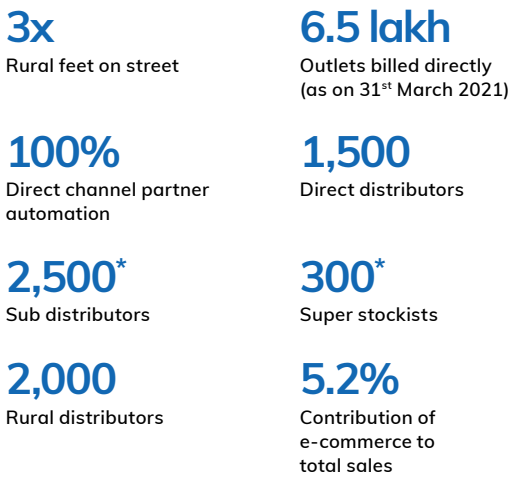 3x
Rural feet on street
6.5 lakh
Outlets billed directly
(as on 31st March 2021)
100%
Direct channel partner
automation
1,500
Direct distributors
2,500*
Sub distributors
300*
Super stockists
2,000
Rural distributors
5.2%
Contribution of
e-commerce to
total sales